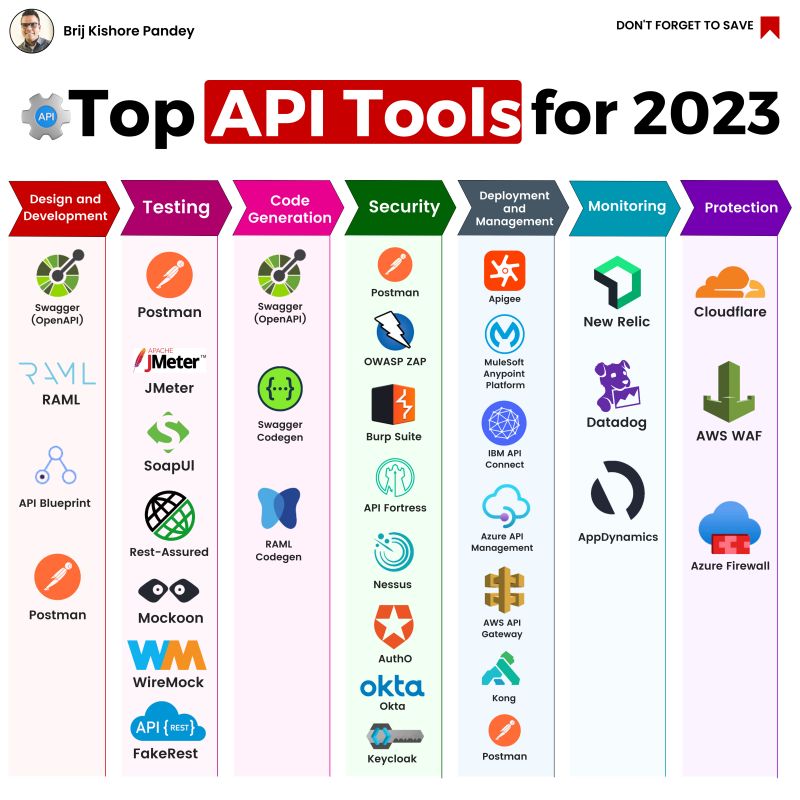 Brij Kishore Pandey
DON'T FORGET TO SAVE
API
Top API Tools for 2023
Design and
Development
Swagger
(OpenAPI)
RAML
RAML
API Blueprint
Postman
Testing
Postman
APACHE
JMeter™
JMeter
SoapUI
Rest-Assured
Mockoon
WM
WireMock
API {REST}
FakeRest
Code
Generation
Swagger
(OpenAPI)
{...}
Swagger
Codegen
RAML
Codegen
Security
Postman
OWASP ZAP
Burp Suite
API Fortress
Nessus
AuthO
okta
Okta
Keycloak
Deployment
and
Management
Apigee
MuleSoft
Anypoint
Platform
IBM API
Connect
Azure API
Management
AWS API
Gateway
Kong
Postman
Monitoring
New Relic
Datadog
AppDynamics
Protection
Cloudflare
AWS WAF
Azure Firewall